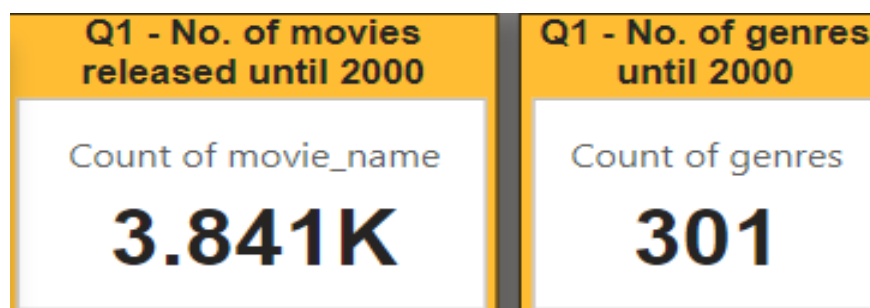 Q1 - No. of movies
released until 2000
Count of movie_name
3.841K
Q1 - No. of genres
until 2000
Count of genres
301